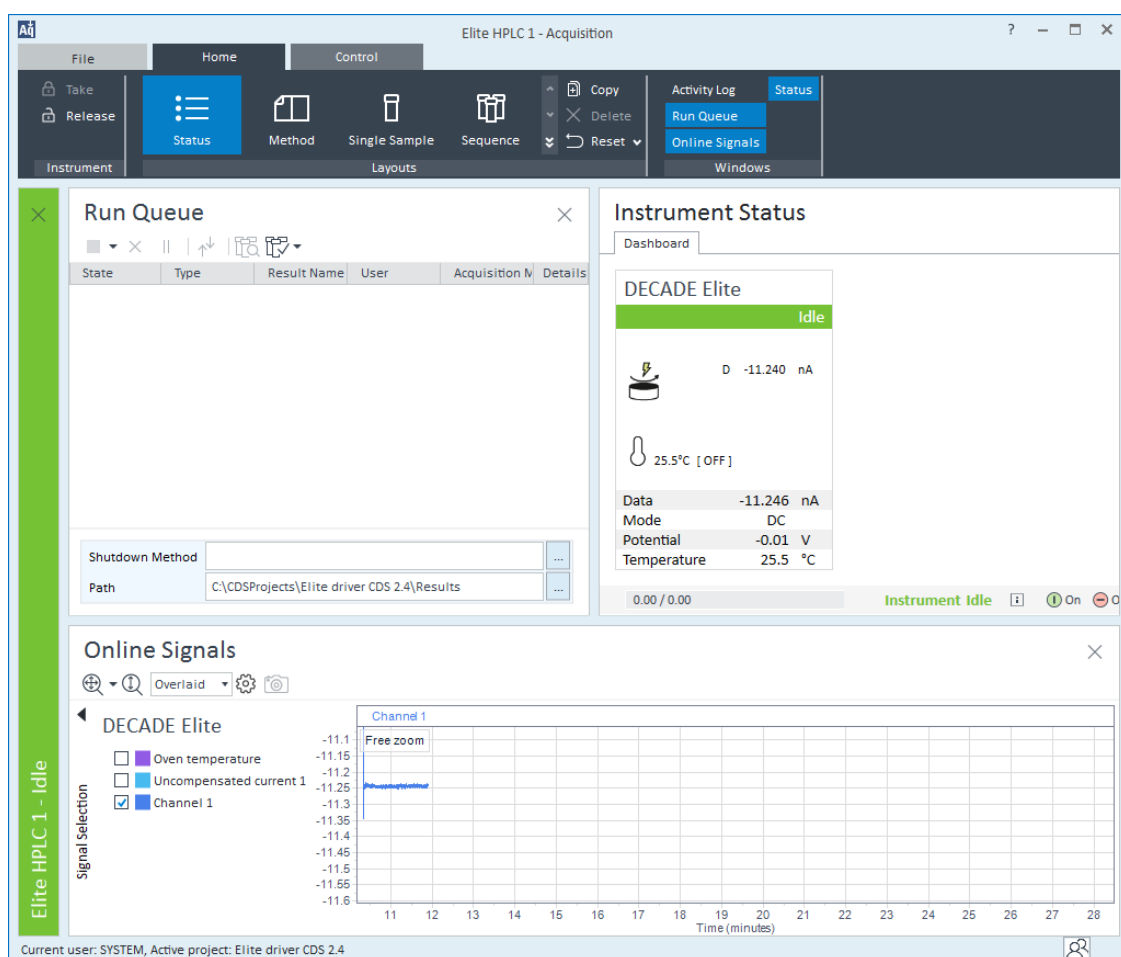 Elite HPLC 1 - Acquisition
?
File Home Control
Take
Release
Instrument
Status Method Single Sample Sequence
Layouts
Copy
Delete
Reset
Activity Log Status
Run Queue
Online Signals
Windows
Elite HPLC 1 - Idle
Run Queue
State Type Result Name User Acquisition M Details
Shutdown Method
...
Path C:\CDSProjects\Elite driver CDS 2.4\Results
...
Instrument Status
Dashboard
DECADE Elite
Idle
D -11.240 nA
25.5°C [ OFF ]
Data -11.246 nA
Mode DC
Potential -0.01 V
Temperature 25.5 °C
0.00 / 0.00 Instrument Idle i On O
Online Signals
Overlaid
Signal Selection
DECADE Elite
Oven temperature
Uncompensated current 1
Channel 1
Channel 1
Free zoom
-11.1
-11.15
-11.2
-11.25
-11.3
-11.35
-11.4
-11.45
-11.5
-11.55
-11.6
11 12 13 14 15 16 17 18 19 20 21 22 23 24 25 26 27 28
Time (minutes)
Current user: SYSTEM, Active project: Elite driver CDS 2.4